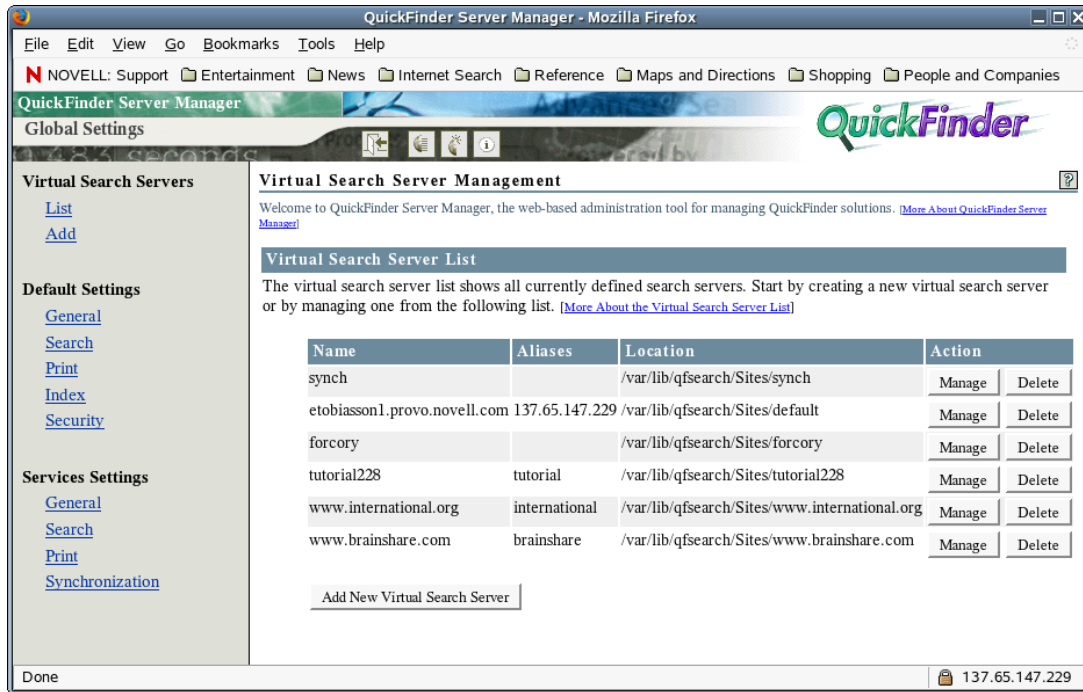 QuickFinder Server Manager - Mozilla Firefox
File Edit View Go Bookmarks Tools Help
NOVELL: Support Entertainment News Internet Search Reference Maps and Directions Shopping People and Companies
QuickFinder Server Manager
Advanced Sea
Global Settings
QuickFinder
0.483 seconds
Powered by
Virtual Search Servers
List
Add
Default Settings
General
Search
Print
Index
Security
Services Settings
General
Search
Print
Synchronization
Virtual Search Server Management
Welcome to QuickFinder Server Manager, the web-based administration tool for managing QuickFinder solutions. [More About QuickFinder Server
Manager]
Virtual Search Server List
The virtual search server list shows all currently defined search servers. Start by creating a new virtual search server
or by managing one from the following list. [More About the Virtual Search Server List]
Name Aliases Location Action
synch /var/lib/qfsearch/Sites/synch Manage Delete
etobiasson1.provo.novell.com 137.65.147.229 /var/lib/qfsearch/Sites/default Manage Delete
forcory /var/lib/qfsearch/Sites/forcory Manage Delete
tutorial228 tutorial /var/lib/qfsearch/Sites/tutorial228 Manage Delete
www.international.org international /var/lib/qfsearch/Sites/www.international.org Manage Delete
www.brainshare.com brainshare /var/lib/qfsearch/Sites/www.brainshare.com Manage Delete
Add New Virtual Search Server
Done 137.65.147.229